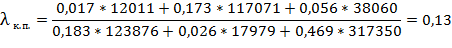 λ к.п. = (0,017 * 12011 + 0,173 * 117071 + 0,056 * 38060) / (0,183 * 123876 + 0,026 * 17979 + 0,469 * 317350) = 0,13